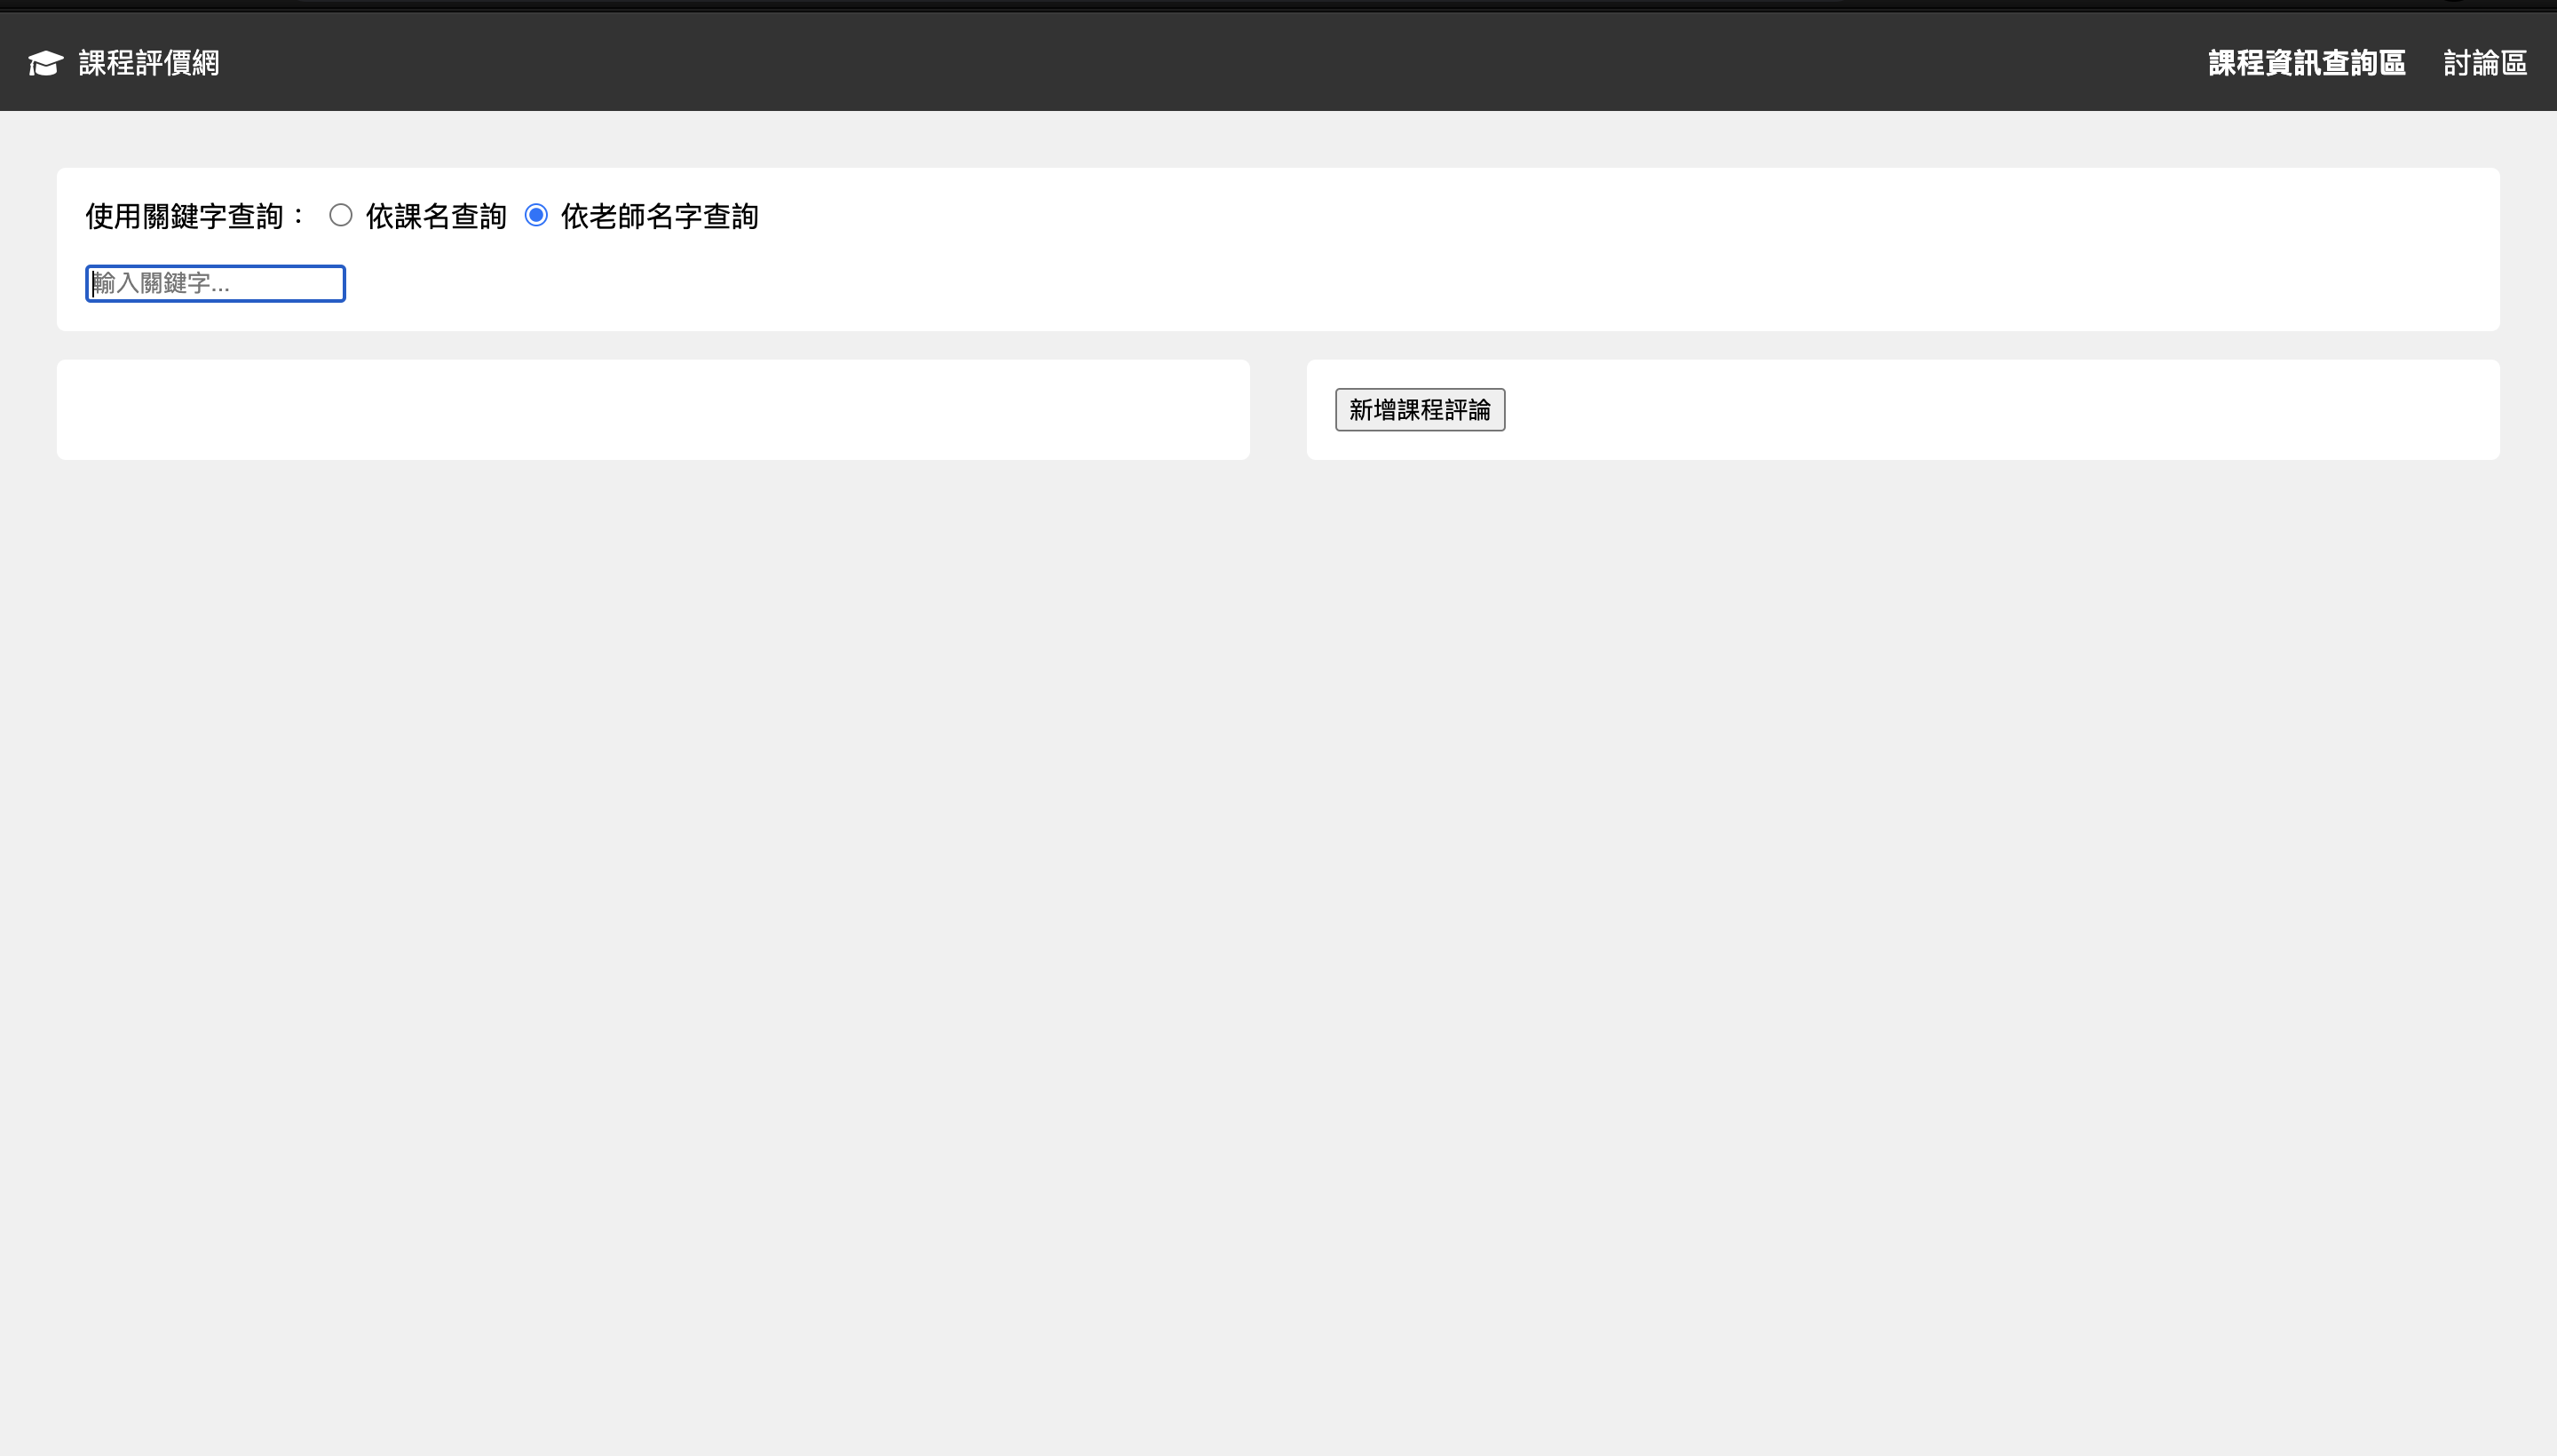 課程評價網
課程資訊查詢區 討論區
使用關鍵字查詢： 依課名查詢 依老師名字查詢
輸入關鍵字...
新增課程評論